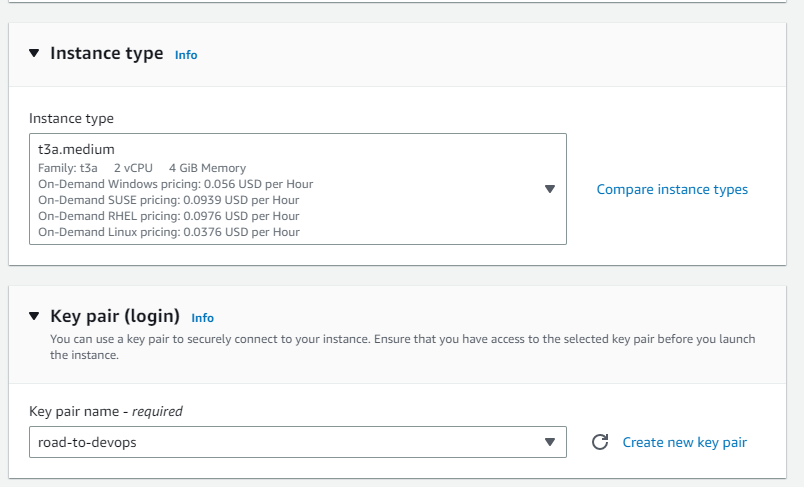 Instance type Info
Instance type
t3a.medium
Family: t3a 2 vCPU 4 GiB Memory
On-Demand Windows pricing: 0.056 USD per Hour
On-Demand SUSE pricing: 0.0939 USD per Hour
On-Demand RHEL pricing: 0.0976 USD per Hour
On-Demand Linux pricing: 0.0376 USD per Hour
Compare instance types
Key pair (login) Info
You can use a key pair to securely connect to your instance. Ensure that you have access to the selected key pair before you launch
the instance.
Key pair name - required
road-to-devops
Create new key pair